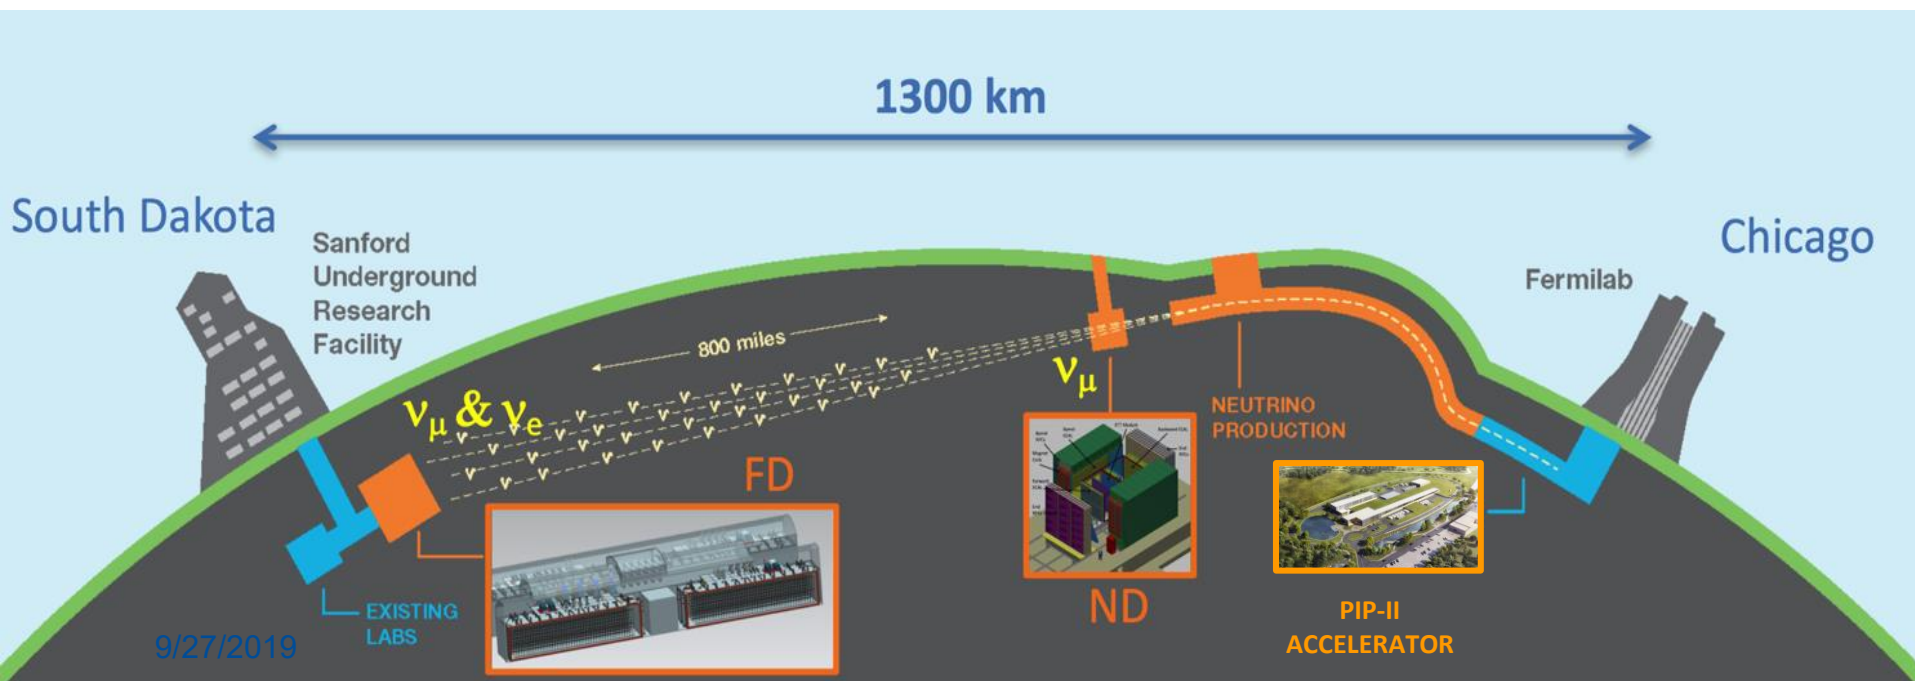 1300 km
South Dakota
Chicago
Sanford
Underground
Research
Facility
Fermilab
800 miles
νμ
νμ & νe
NEUTRINO
PRODUCTION
FD
ND
PIP-II
ACCELERATOR
EXISTING
LABS
9/27/2019